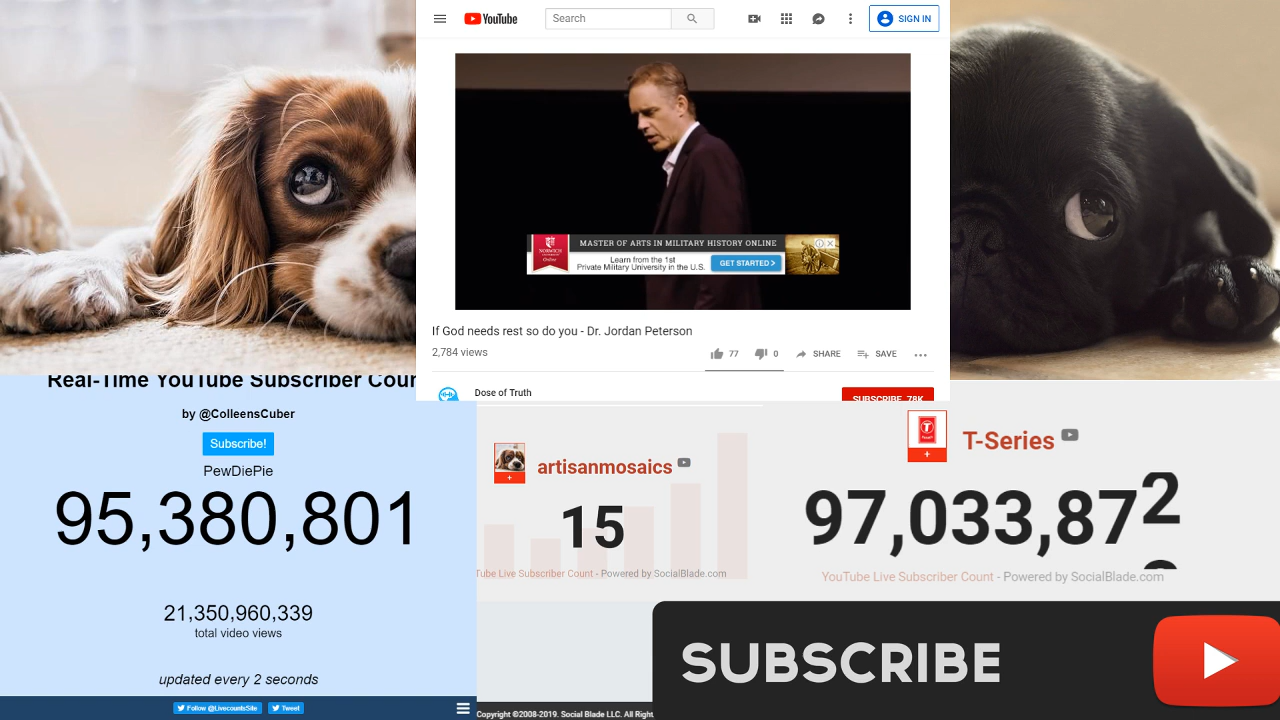 YouTube
Search
SIGN IN
NORWICH
Online
MASTER OF ARTS IN MILITARY HISTORY ONLINE
Learn from the 1st
Private Military University in the U.S.
GET STARTED >
If God needs rest so do you - Dr. Jordan Peterson
2,784 views
77
0
SHARE
SAVE
Dose of Truth
SUBSCRIBE 78K
Real-Time YouTube Subscriber Coun
by @ColleensCuber
Subscribe!
PewDiePie
95,380,801
21,350,960,339
total video views
updated every 2 seconds
Follow @LivecountsSite
Tweet
+
artisanmosaics
15
Tube Live Subscriber Count - Powered by SocialBlade.com
T
+
T-Series
97,033,872
YouTube Live Subscriber Count - Powered by SocialBlade.com
SUBSCRIBE
Copyright ©2008-2019. Social Blade LLC. All Right